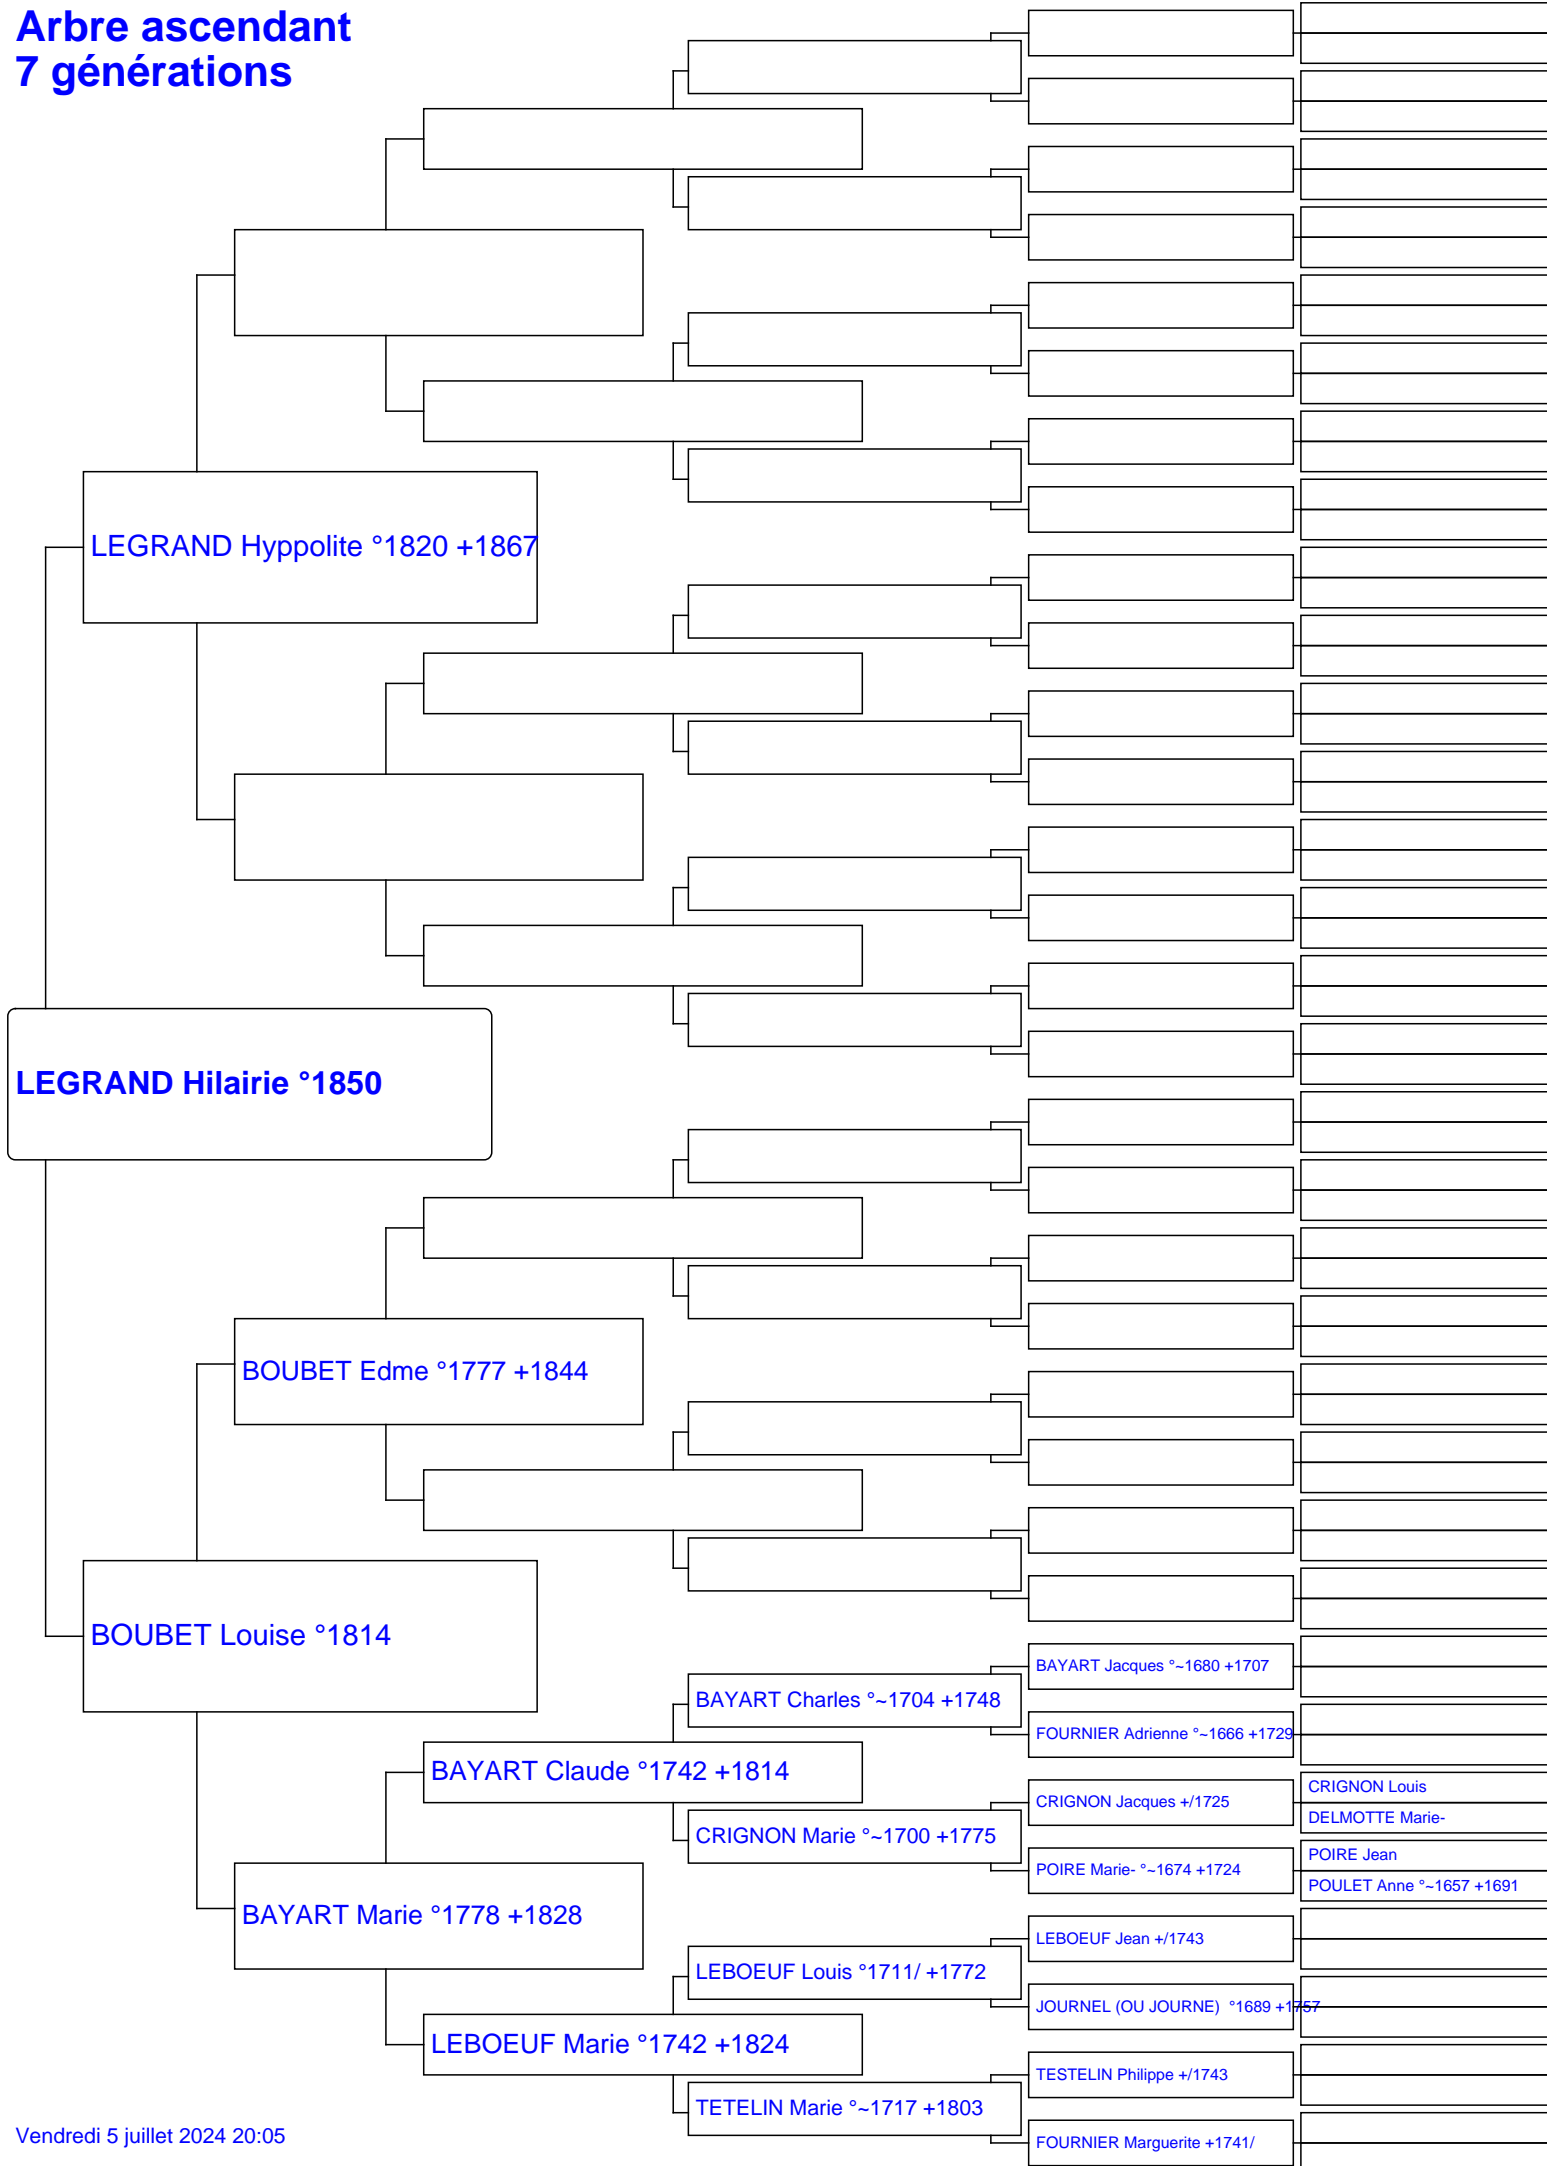 Arbre ascendant
7 générations
LEGRAND Hyppolite °1820 +1867
LEGRAND Hilairie °1850
BOUBET Edme °1777 +1844
BOUBET Louise °1814
BAYART Jacques °~1680 +1707
BAYART Charles °~1704 +1748
FOURNIER Adrienne °~1666 +1729
BAYART Claude °1742 +1814
CRIGNON Louis
CRIGNON Jacques +/1725
DELMOTTE Marie-
CRIGNON Marie °~1700 +1775
POIRE Jean
POIRE Marie- °~1674 +1724
POULET Anne °~1657 +1691
BAYART Marie °1778 +1828
LEBOEUF Jean +/1743
LEBOEUF Louis °1711/ +1772
JOURNEL (OU JOURNE)  °1689 +1757
LEBOEUF Marie °1742 +1824
TESTELIN Philippe +/1743
TETELIN Marie °~1717 +1803
FOURNIER Marguerite +1741/
Vendredi 5 juillet 2024 20:05